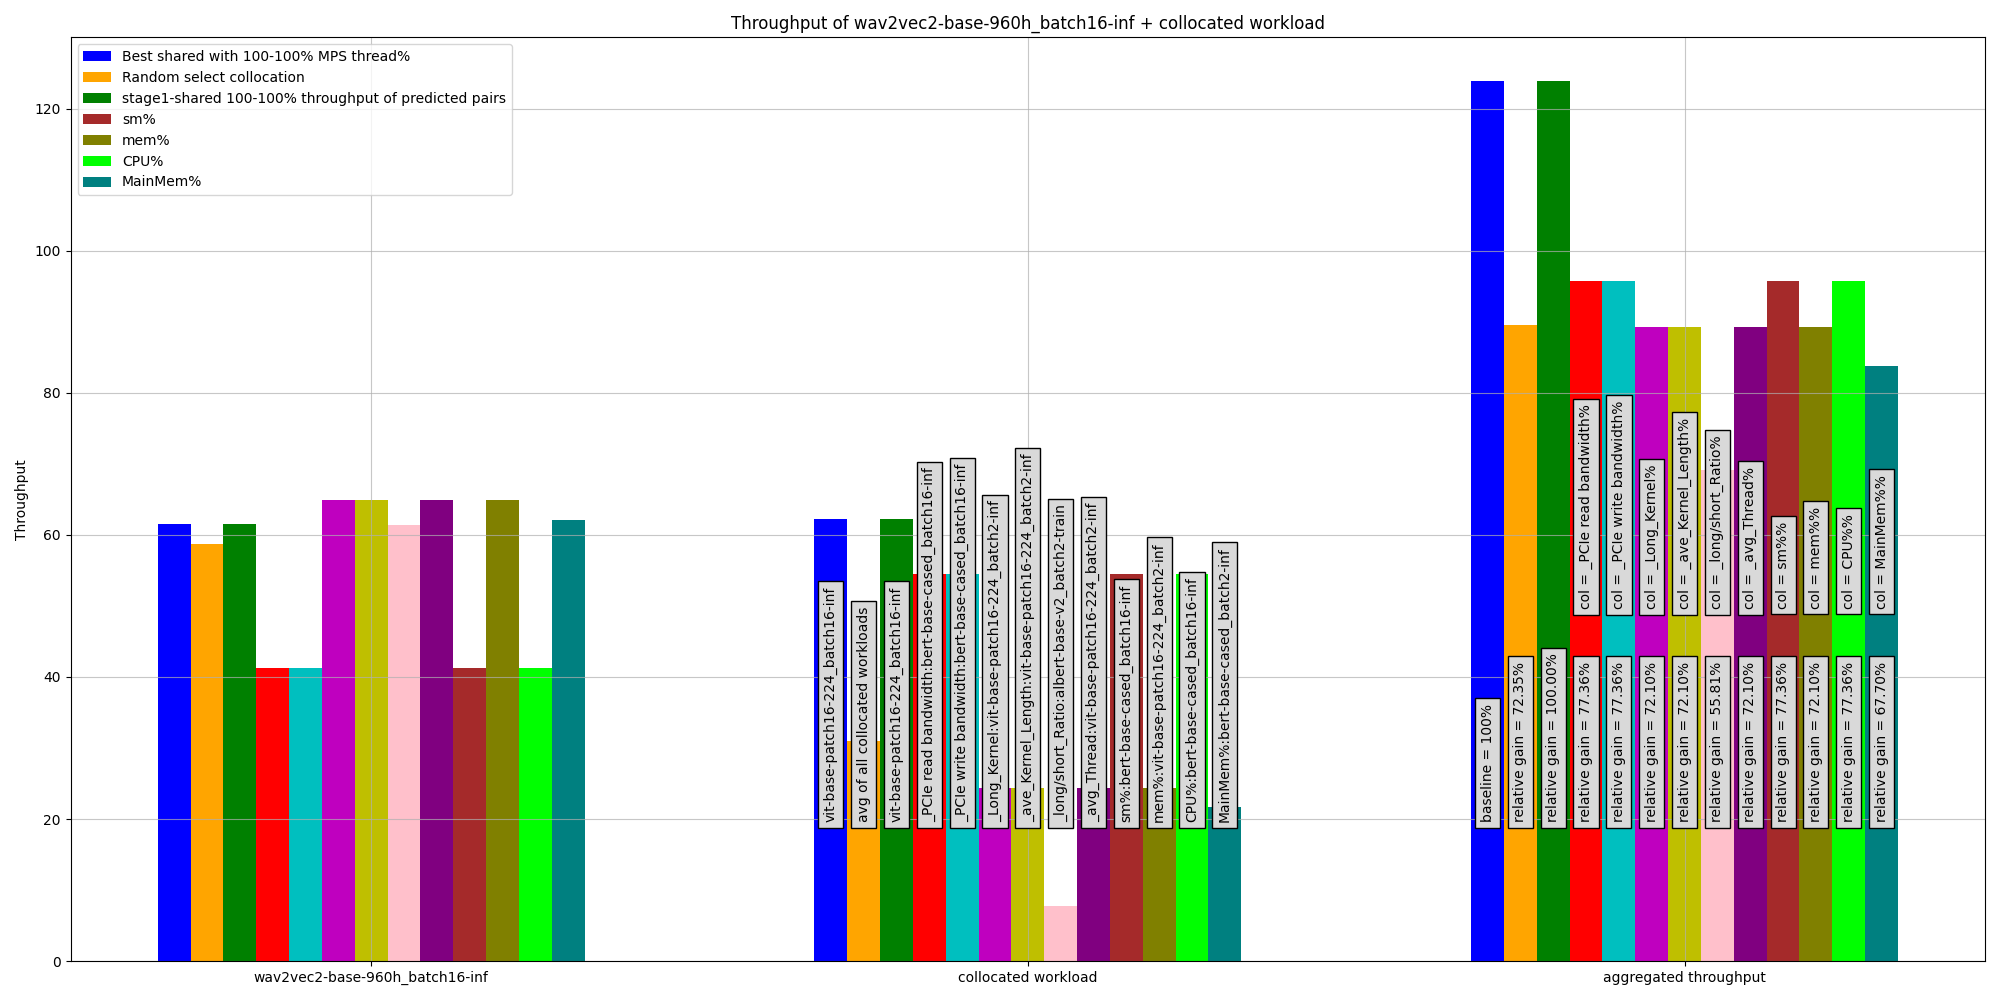 Throughput of wav2vec2-base-960h_batch16-inf + collocated workload
Best shared with 100-100% MPS thread%
Random select collocation
stage1-shared 100-100% throughput of predicted pairs
sm%
mem%
CPU%
MainMem%
Throughput
120
100
80
60
40
20
0
vit-base-patch16-224_batch16-inf
avg of all collocated workloads
vit-base-patch16-224_batch16-inf
_PCIe read bandwidth:bert-base-cased_batch16-inf
_PCIe write bandwidth:bert-base-cased_batch16-inf
_Long_Kernel:vit-base-patch16-224_batch2-inf
_ave_Kernel_Length:vit-base-patch16-224_batch2-inf
_long/short_Ratio:albert-base-v2_batch2-train
_avg_Thread:vit-base-patch16-224_batch2-inf
sm%:bert-base-cased_batch16-inf
mem%:vit-base-patch16-224_batch2-inf
CPU%:bert-base-cased_batch16-inf
MainMem%:bert-base-cased_batch2-inf
col = _PCIe read bandwidth%
col = _PCIe write bandwidth%
col = _Long_Kernel%
col = _ave_Kernel_Length%
col = _long/short_Ratio%
col = _avg_Thread%
col = sm%%
col = mem%%
col = CPU%%
col = MainMem%%
baseline = 100%
relative gain = 72.35%
relative gain = 100.00%
relative gain = 77.36%
relative gain = 77.36%
relative gain = 72.10%
relative gain = 72.10%
relative gain = 55.81%
relative gain = 72.10%
relative gain = 77.36%
relative gain = 72.10%
relative gain = 77.36%
relative gain = 67.70%
wav2vec2-base-960h_batch16-inf
collocated workload
aggregated throughput